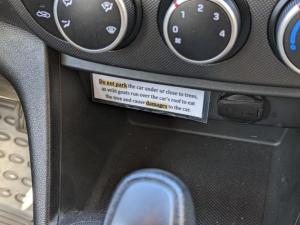 Do not park the car under or close to trees,
as wild goats run over the car's roof to eat
the tree and cause damages to the car.